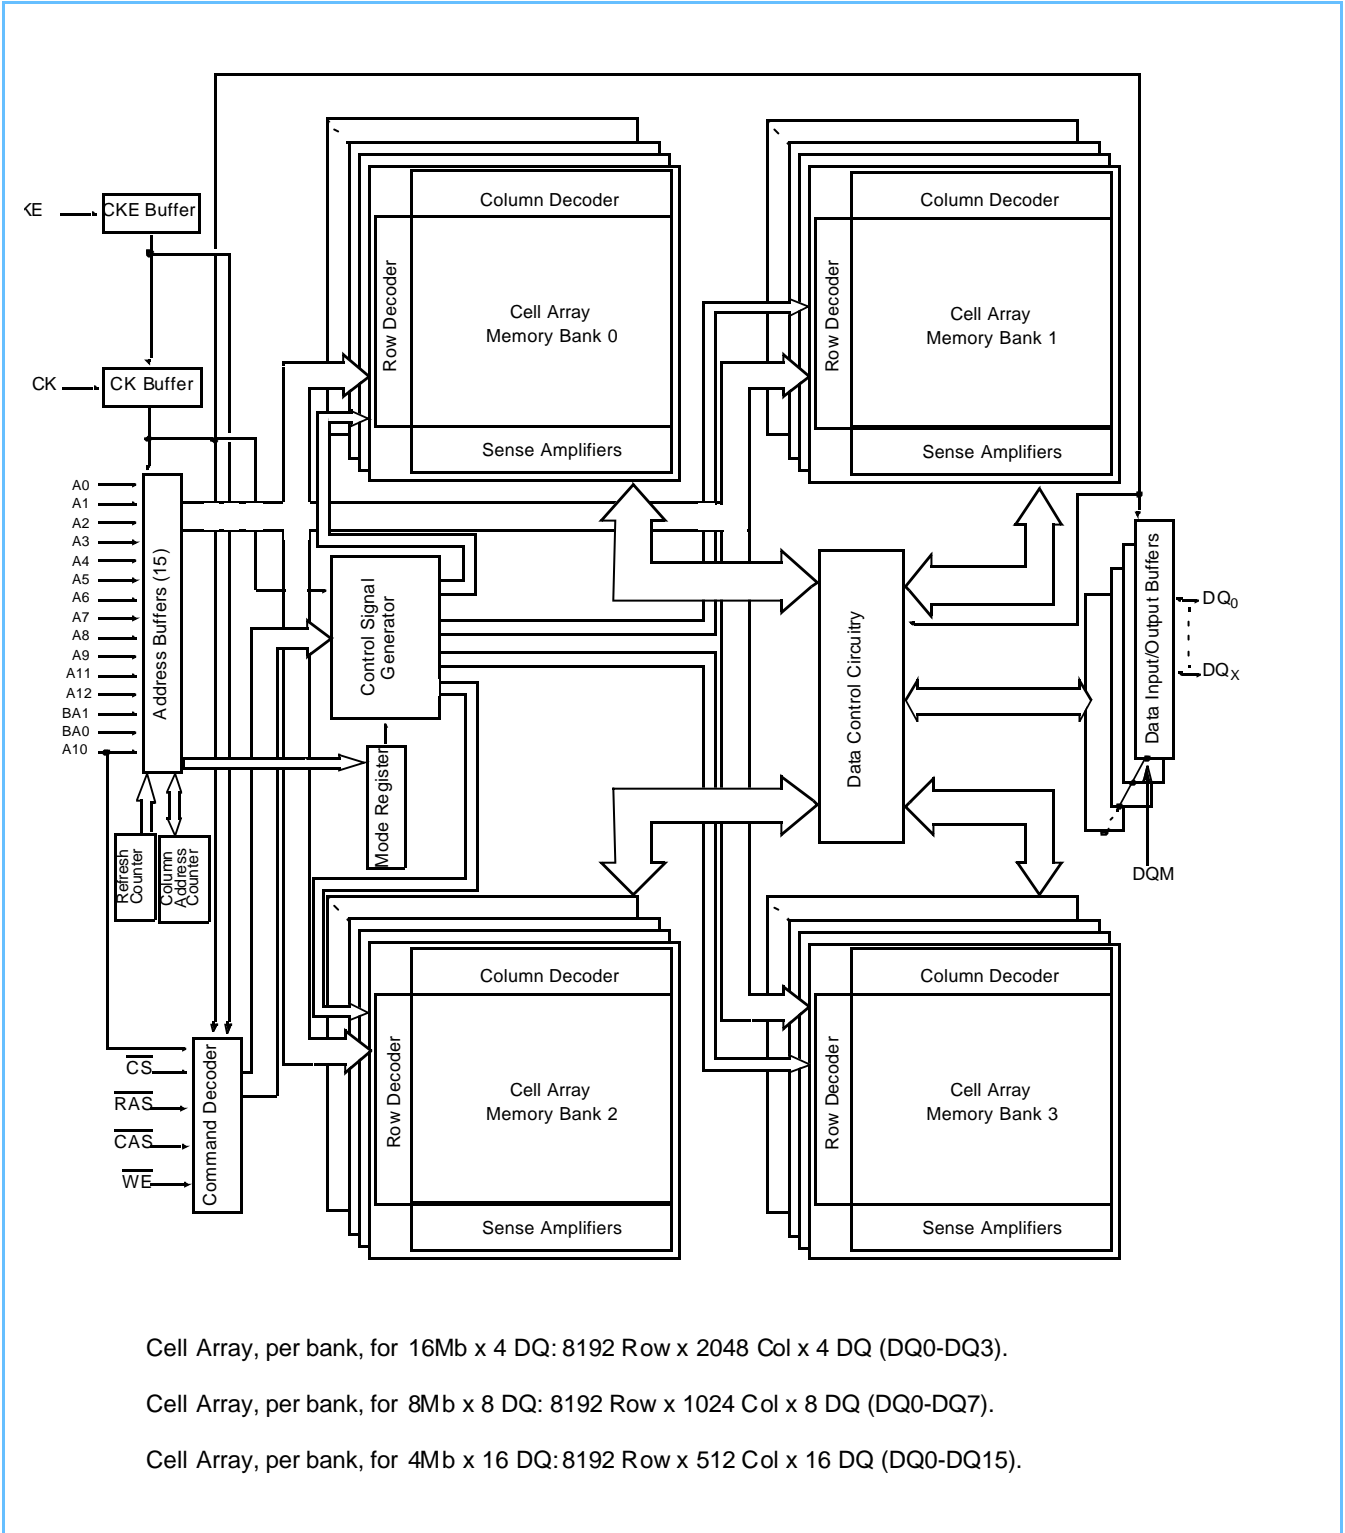 Column Decoder
Column Decoder
CKE Buffer
Row Decoder
Cell Array
Memory Bank 0
Row Decoder
Cell Array
Memory Bank 1
CK
CK Buffer
Sense Amplifiers
Sense Amplifiers
A0
A1
A2
A3
A4
A5
A6
A7
A8
A9
A11
A12
BA1
BA0
A10
Address Buffers (15)
Control Signal
Generator
Mode Register
Data Control Circuitry
Data Input/Output Buffers
DQ0
DQX
DQM
Refresh
Counter
Column
Address
Counter
Column Decoder
Column Decoder
CS
RAS
CAS
WE
Command Decoder
Row Decoder
Cell Array
Memory Bank 2
Row Decoder
Cell Array
Memory Bank 3
Sense Amplifiers
Sense Amplifiers
Cell Array, per bank, for 16Mb x 4 DQ: 8192 Row x 2048 Col x 4 DQ (DQ0-DQ3).
Cell Array, per bank, for 8Mb x 8 DQ: 8192 Row x 1024 Col x 8 DQ (DQ0-DQ7).
Cell Array, per bank, for 4Mb x 16 DQ: 8192 Row x 512 Col x 16 DQ (DQ0-DQ15).